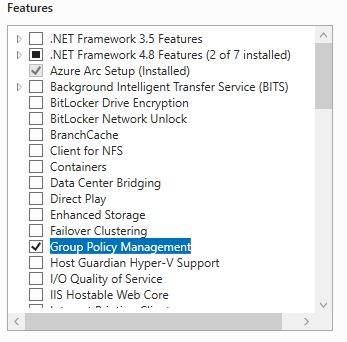 Features
.NET Framework 3.5 Features
.NET Framework 4.8 Features (2 of 7 installed)
Azure Arc Setup (Installed)
Background Intelligent Transfer Service (BITS)
BitLocker Drive Encryption
BitLocker Network Unlock
BranchCache
Client for NFS
Containers
Data Center Bridging
Direct Play
Enhanced Storage
Failover Clustering
Group Policy Management
Host Guardian Hyper-V Support
I/O Quality of Service
IIS Hostable Web Core